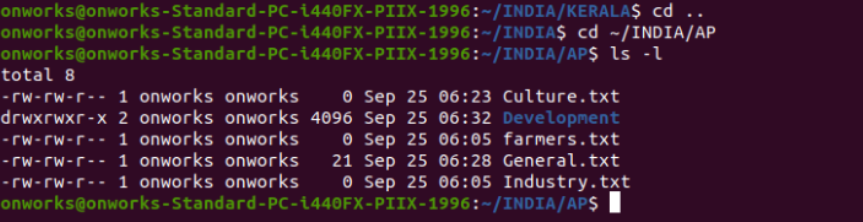 onworks@onworks-Standard-PC-i440FX-PIIX-1996:~/INDIA/KERALA$ cd ..
onworks@onworks-Standard-PC-i440FX-PIIX-1996:~/INDIA$ cd ~/INDIA/AP
onworks@onworks-Standard-PC-i440FX-PIIX-1996:~/INDIA/AP$ ls -l
total 8
-rw-rw-r-- 1 onworks onworks    0 Sep 25 06:23 Culture.txt
drwxrwxr-x 2 onworks onworks 4096 Sep 25 06:32 Development
-rw-rw-r-- 1 onworks onworks    0 Sep 25 06:05 farmers.txt
-rw-rw-r-- 1 onworks onworks   21 Sep 25 06:28 General.txt
-rw-rw-r-- 1 onworks onworks    0 Sep 25 06:05 Industry.txt
onworks@onworks-Standard-PC-i440FX-PIIX-1996:~/INDIA/AP$